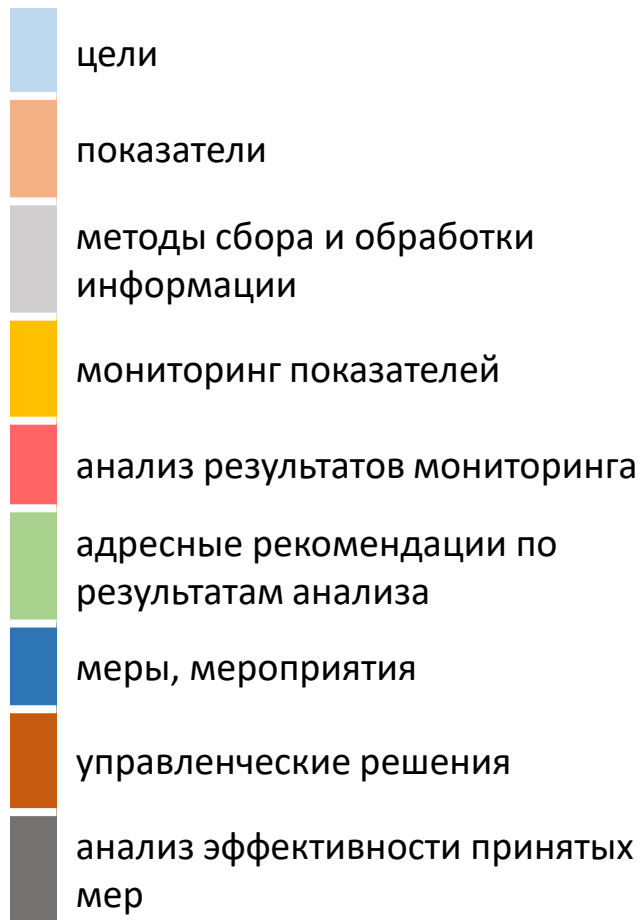 цели
показатели
методы сбора и обработки
информации
мониторинг показателей
анализ результатов мониторинга
адресные рекомендации по
результатам анализа
меры, мероприятия
управленческие решения
анализ эффективности принятых
мер